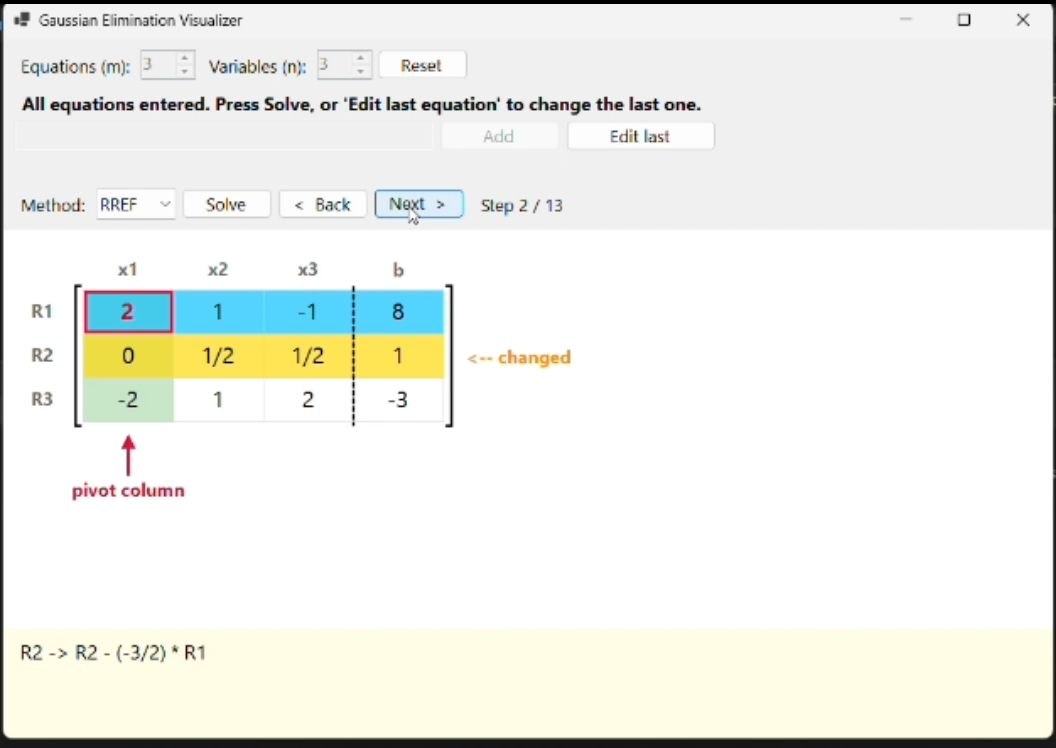 Gaussian Elimination Visualizer
Equations (m): 3 Variables (n): 3 Reset
All equations entered. Press Solve, or 'Edit last equation' to change the last one.
Add Edit last
Method: RREF Solve < Back Next > Step 2 / 13
x1 x2 x3 b
R1 2 1 -1 8
R2 0 1/2 1/2 1 <-- changed
R3 -2 1 2 -3
pivot column
R2 -> R2 - (-3/2) * R1